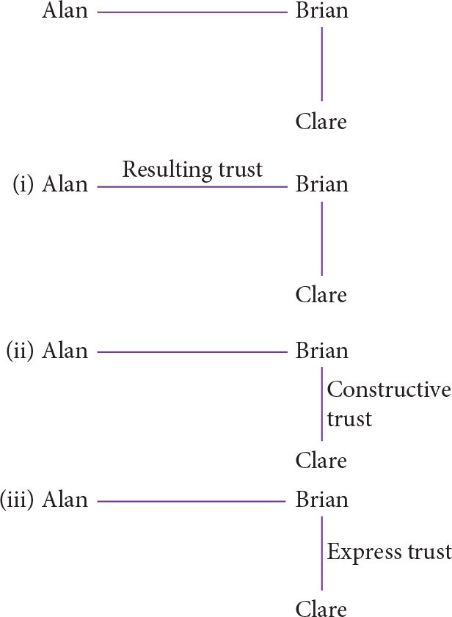 Alan Brian
Clare
Resulting trust
(i) Alan Brian
Clare
(ii) Alan Brian
Constructive
trust
Clare
(iii) Alan Brian
Express trust
Clare